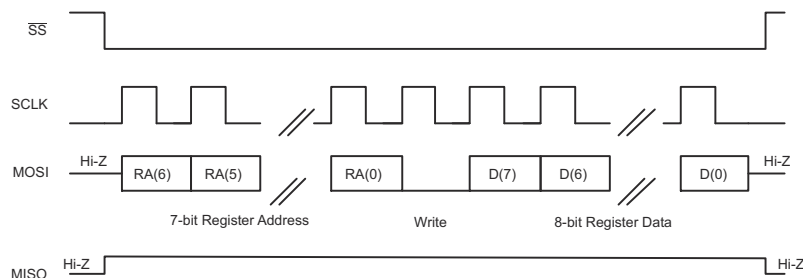 SS
SCLK
MOSI Hi-Z RA(6) RA(5) RA(0) D(7) D(6) D(0) Hi-Z
7-bit Register Address Write 8-bit Register Data
MISO Hi-Z Hi-Z